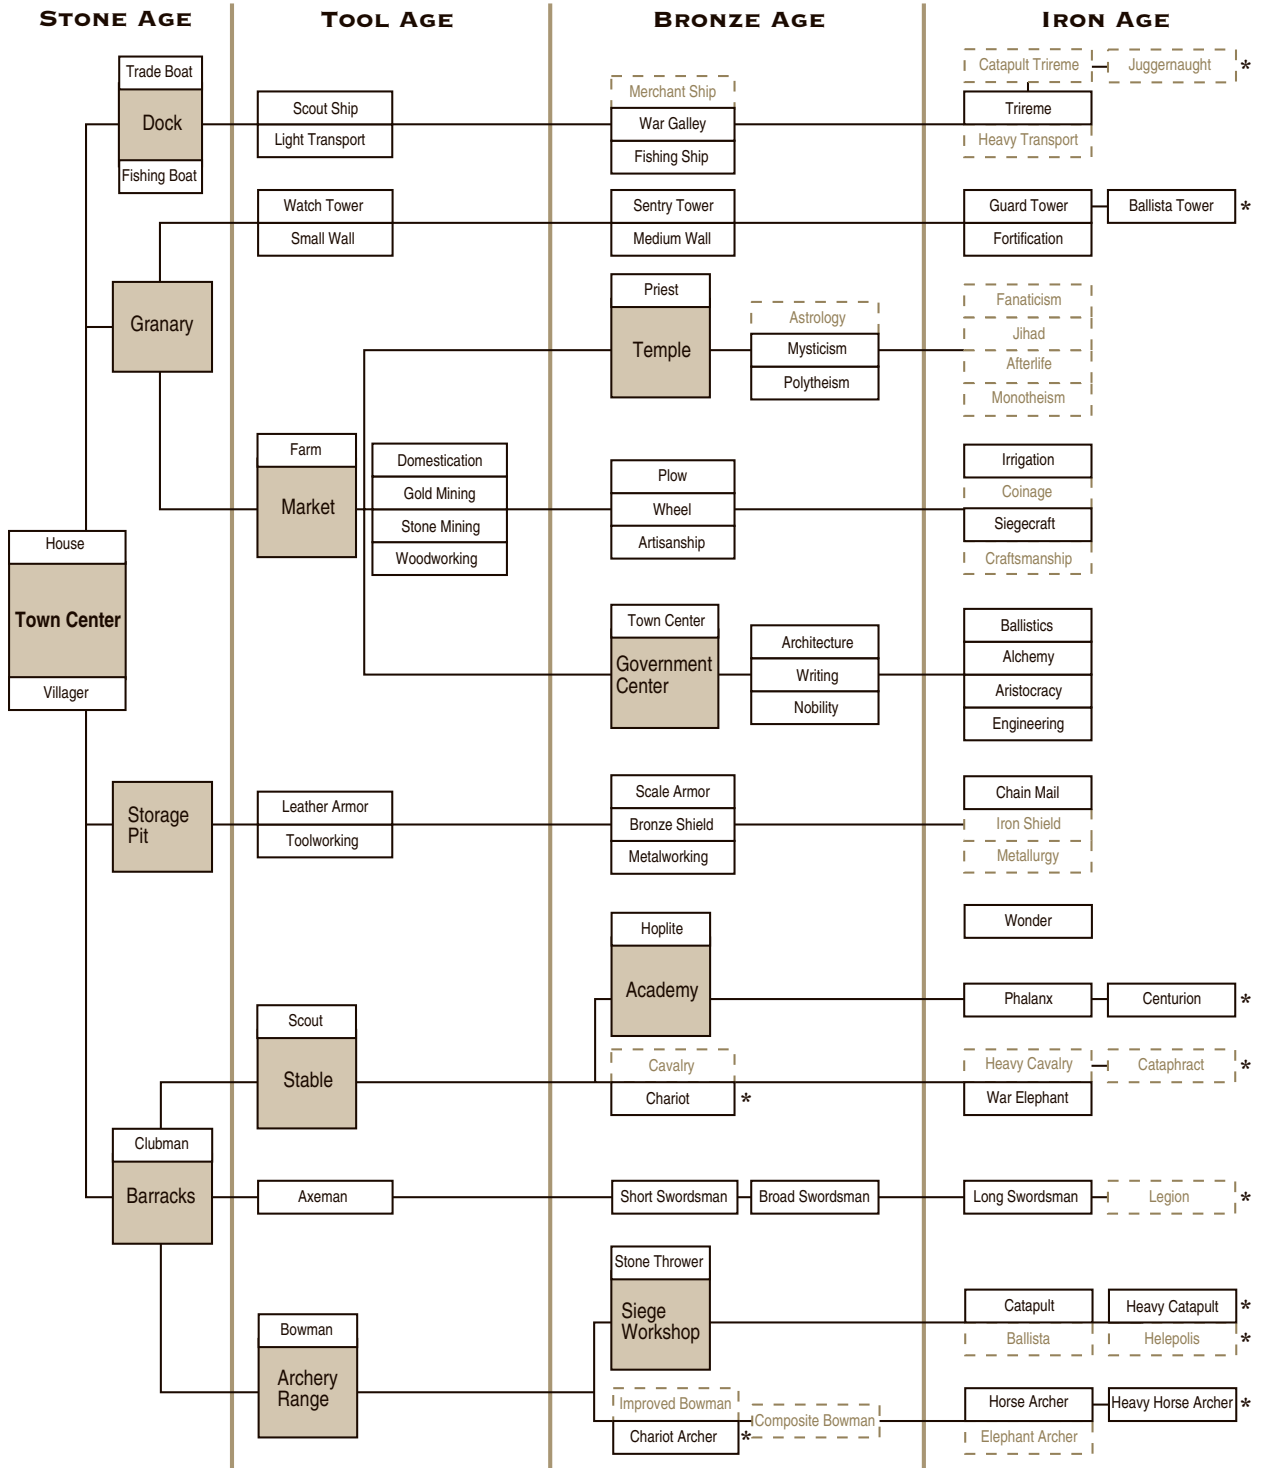 STONE AGE
TOOL AGE
BRONZE AGE
IRON AGE
Trade Boat
Dock
Fishing Boat
Scout Ship
Light Transport
Merchant Ship
War Galley
Fishing Ship
Catapult Trireme
Juggernaught *
Trireme
Heavy Transport
Granary
Watch Tower
Small Wall
Sentry Tower
Medium Wall
Guard Tower
Ballista Tower *
Fortification
Priest
Temple
Astrology
Mysticism
Polytheism
Fanaticism
Jihad
Afterlife
Monotheism
Farm
Market
Domestication
Gold Mining
Stone Mining
Woodworking
Plow
Wheel
Artisanship
Irrigation
Coinage
Siegecraft
Craftsmanship
House
Town Center
Villager
Town Center
Government
Center
Architecture
Writing
Nobility
Ballistics
Alchemy
Aristocracy
Engineering
Storage
Pit
Leather Armor
Toolworking
Scale Armor
Bronze Shield
Metalworking
Chain Mail
Iron Shield
Metallurgy
Wonder
Hoplite
Academy
Phalanx
Centurion *
Scout
Stable
Cavalry
Chariot *
Heavy Cavalry
Cataphract *
War Elephant
Clubman
Barracks
Axeman
Short Swordsman
Broad Swordsman
Long Swordsman
Legion *
Stone Thrower
Siege
Workshop
Catapult
Heavy Catapult *
Ballista
Helepolis *
Bowman
Archery
Range
Improved Bowman
Chariot Archer *
Composite Bowman
Horse Archer
Heavy Horse Archer *
Elephant Archer